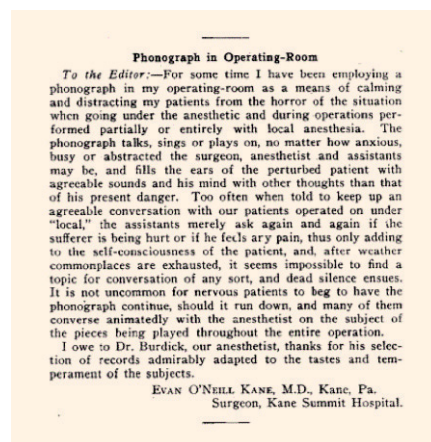 Phonograph in Operating-Room
To the Editor:—For some time I have been employing a
phonograph in my operating-room as a means of calming
and distracting my patients from the horror of the situation
when going under the anesthetic and during operations per-
formed partially or entirely with local anesthesia. The
phonograph talks, sings or plays on, no matter how anxious,
busy or abstracted the surgeon, anesthetist and assistants
may be, and fills the ears of the perturbed patient with
agreeable sounds and his mind with other thoughts than that
of his present danger. Too often when told to keep up an
agreeable conversation with our patients operated on under
"local," the assistants merely ask again and again if the
sufferer is being hurt or if he feels any pain, thus only adding
to the self-consciousness of the patient, and, after weather
commonplaces are exhausted, it seems impossible to find a
topic for conversation of any sort, and dead silence ensues.
It is not uncommon for nervous patients to beg to have the
phonograph continue, should it run down, and many of them
converse animatedly with the anesthetist on the subject of
the pieces being played throughout the entire operation.
I owe to Dr. Burdick, our anesthetist, thanks for his selec-
tion of records admirably adapted to the tastes and tem-
perament of the subjects.
Evan O'Neill Kane, M.D., Kane, Pa.
Surgeon, Kane Summit Hospital.